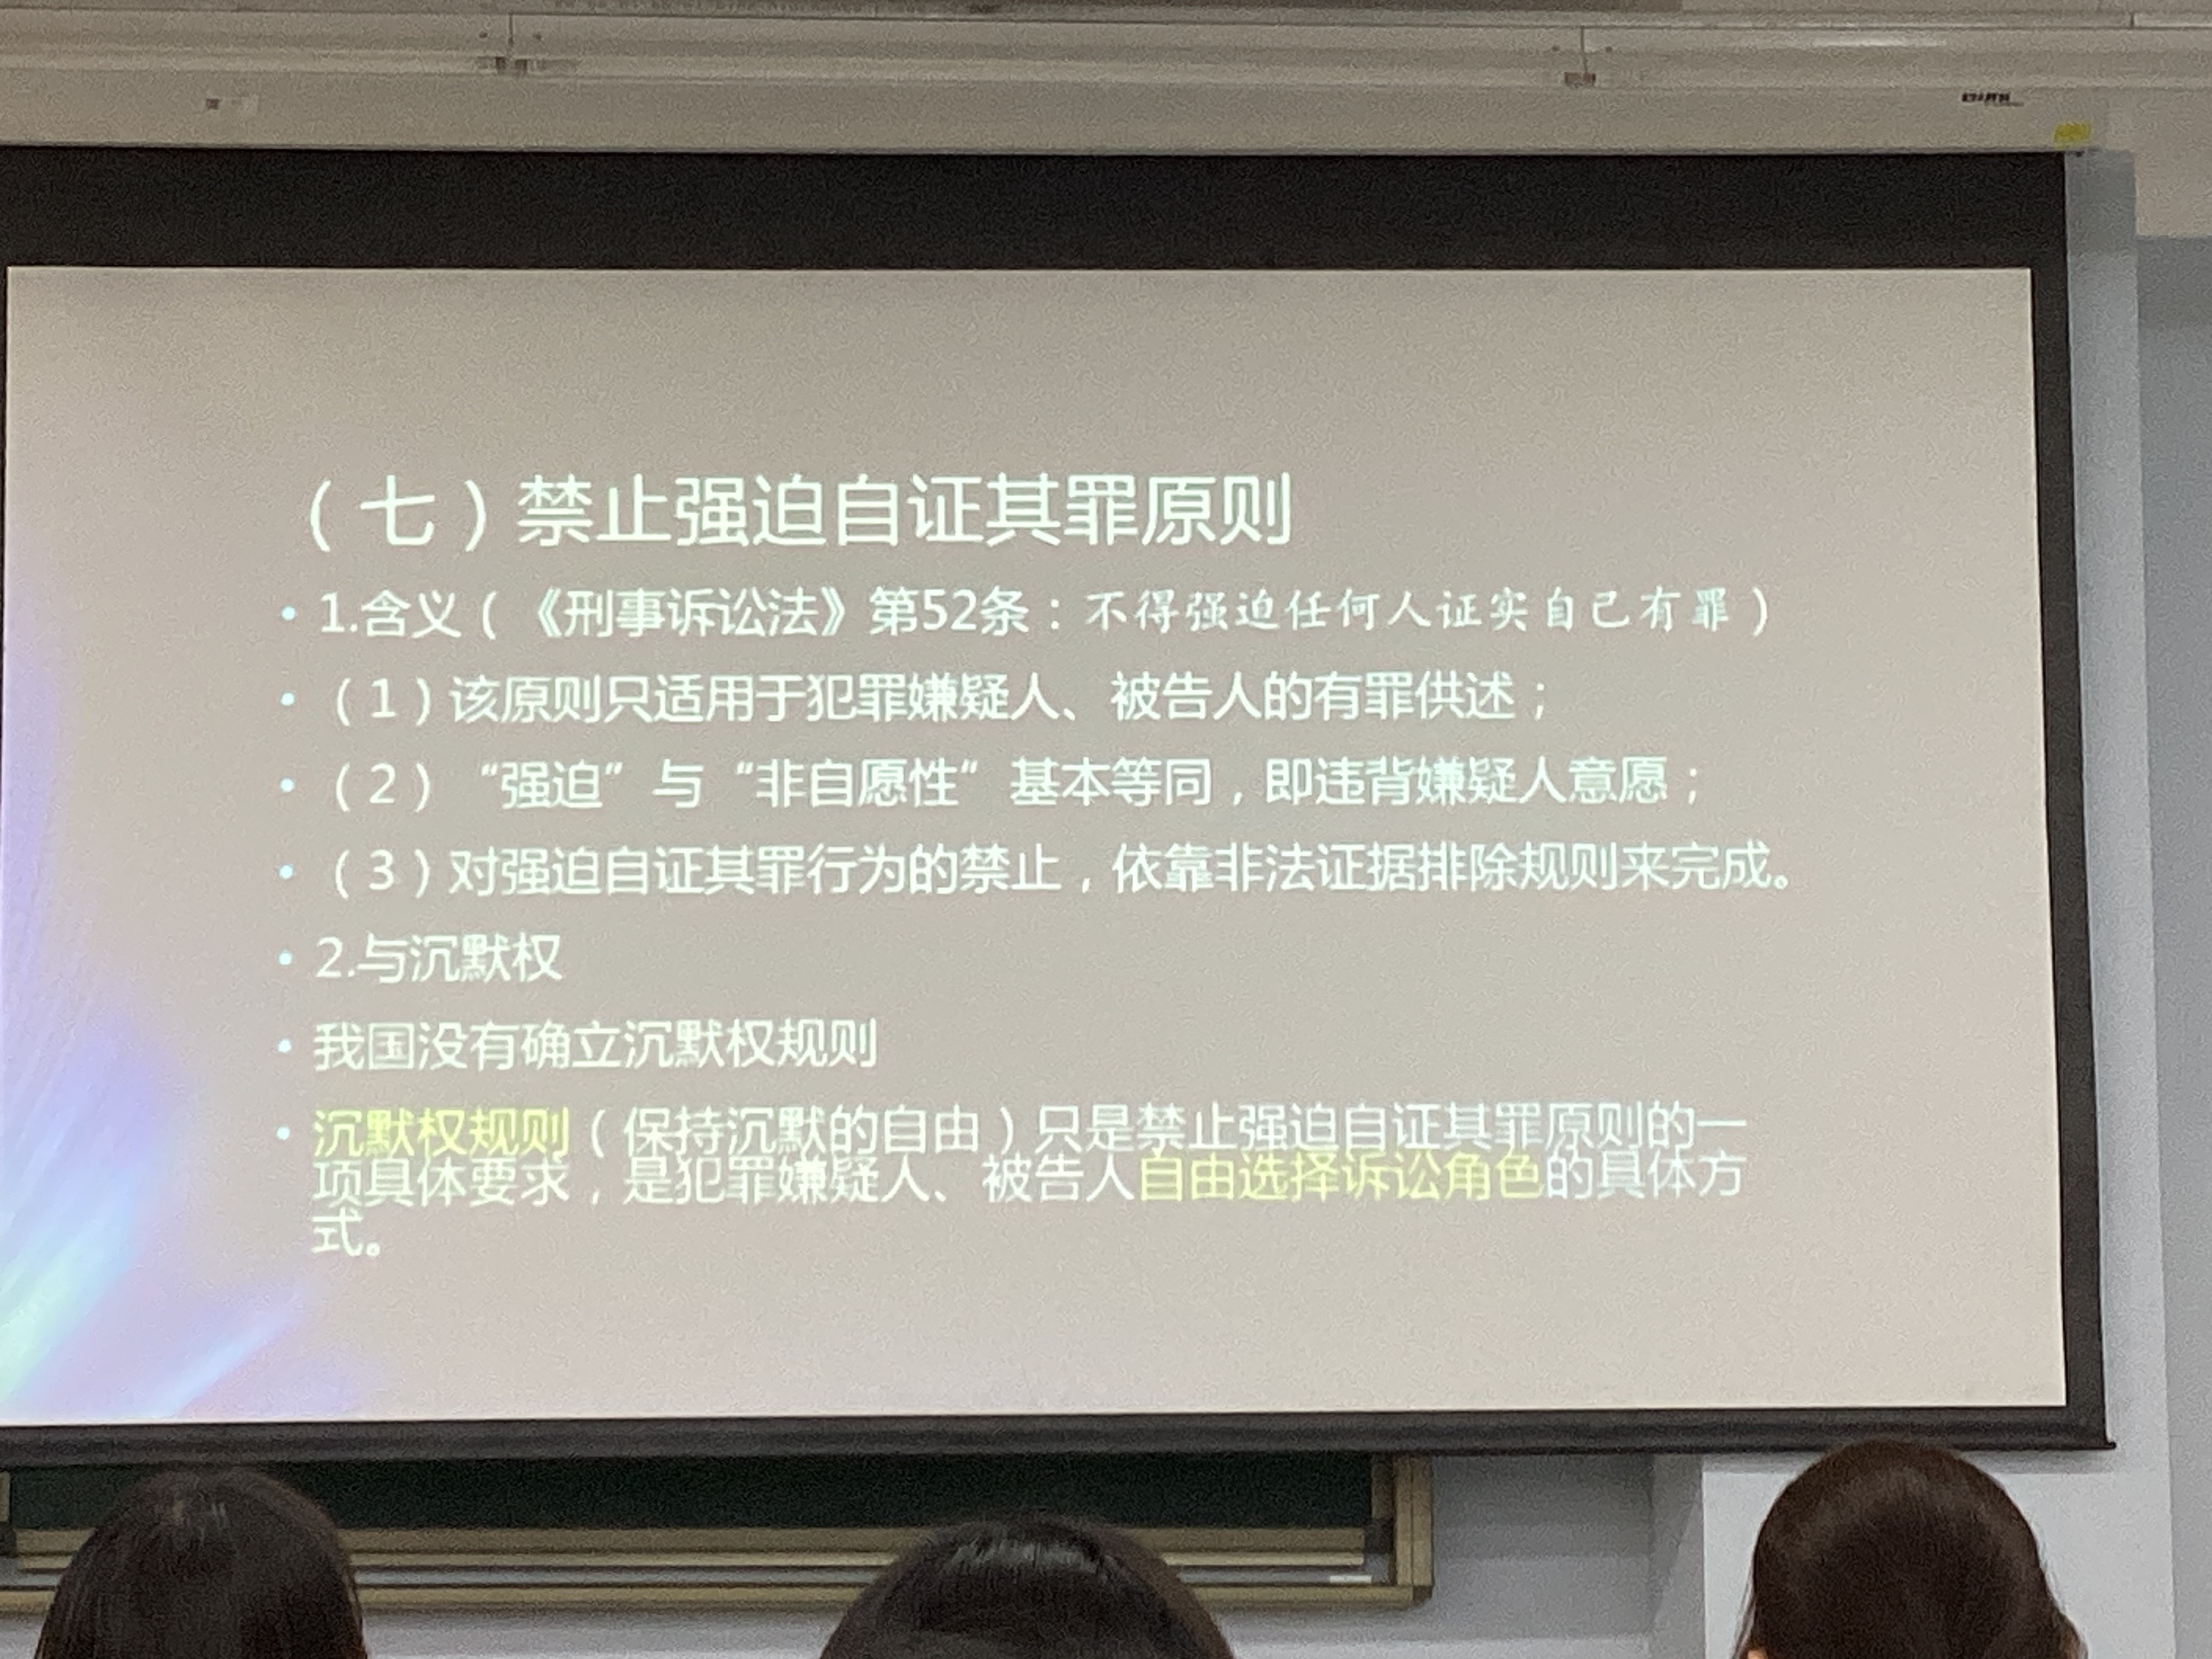 （七）禁止强迫自证其罪原则
• 1.含义（《刑事诉讼法》第52条：不得强迫任何人证实自己有罪）
• （1）该原则只适用于犯罪嫌疑人、被告人的有罪供述；
• （2）“强迫”与“非自愿性”基本等同，即违背嫌疑人意愿；
• （3）对强迫自证其罪行为的禁止，依靠非法证据排除规则来完成。
• 2.与沉默权
• 我国没有确立沉默权规则
• 沉默权规则（保持沉默的自由）只是禁止强迫自证其罪原则的一
项具体要求，是犯罪嫌疑人、被告人自由选择诉讼角色的具体方
式。